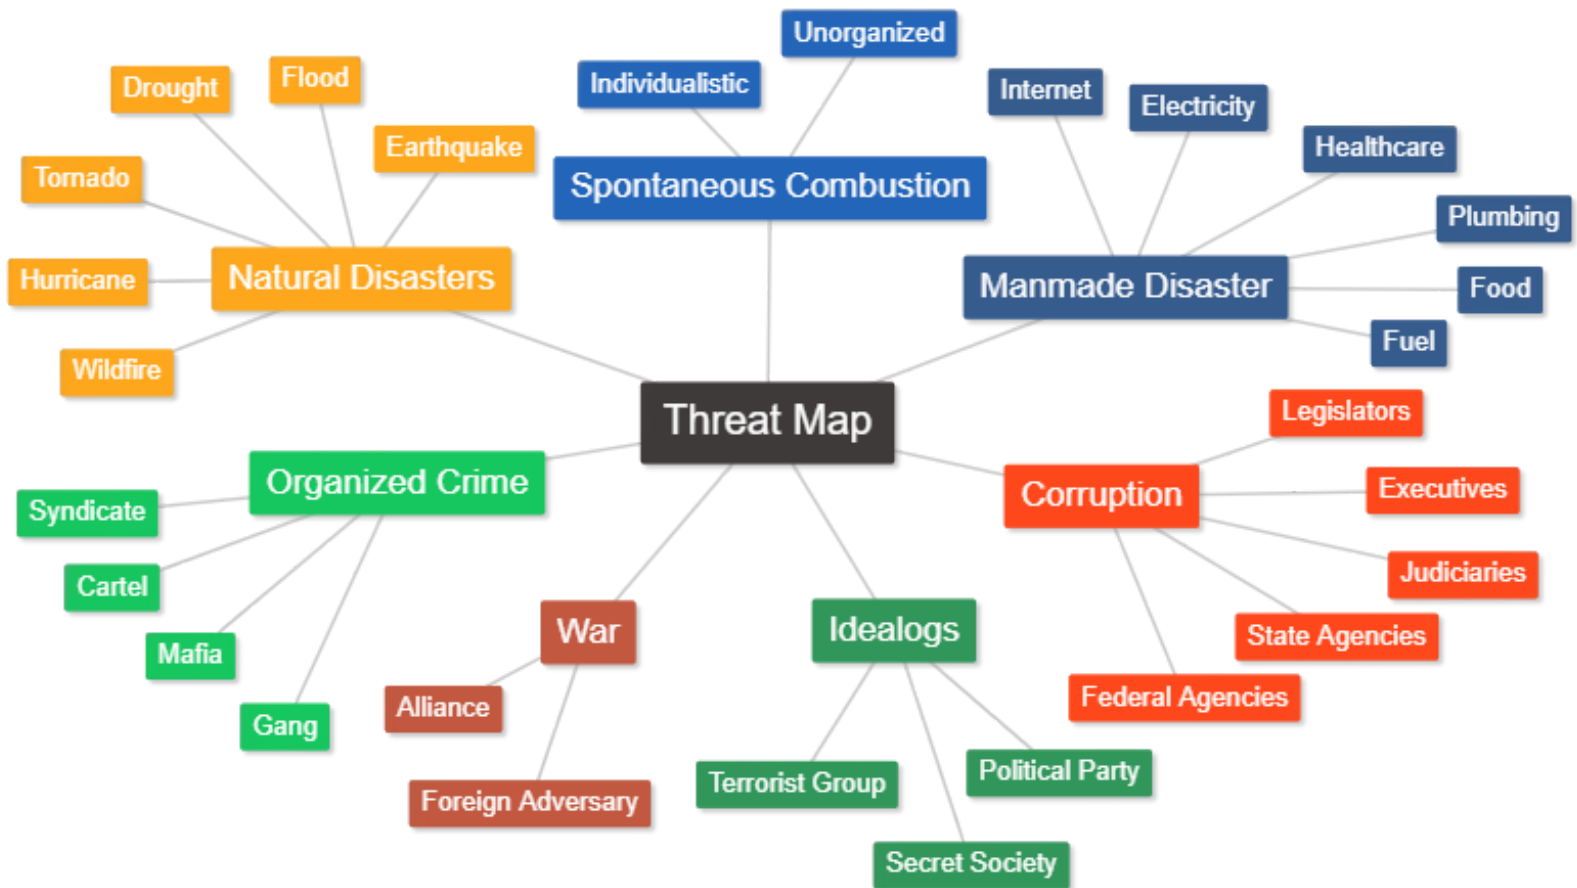 Unorganized
Individualistic
Spontaneous Combustion
Flood
Drought
Earthquake
Tornado
Hurricane
Natural Disasters
Wildfire
Internet
Electricity
Healthcare
Plumbing
Manmade Disaster
Food
Fuel
Threat Map
Organized Crime
Syndicate
Cartel
Mafia
Gang
War
Alliance
Foreign Adversary
Idealogs
Terrorist Group
Political Party
Secret Society
Legislators
Corruption
Executives
Judiciaries
State Agencies
Federal Agencies